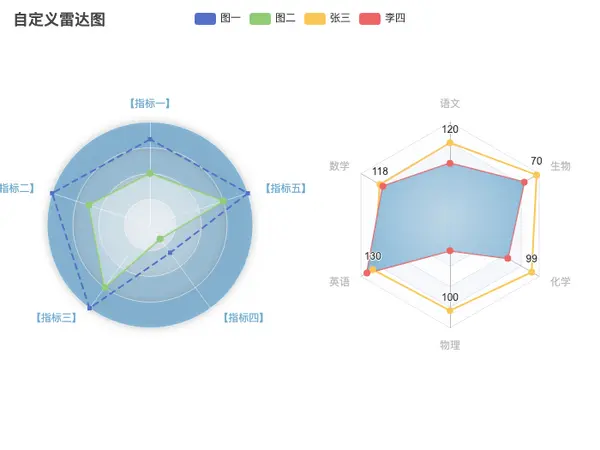 自定义雷达图
图一 图二 张三 李四
【指标一】
指标二】
【指标五】
【指标三】
【指标四】
语文
120
数学
118
70
生物
英语
130
99
化学
100
物理